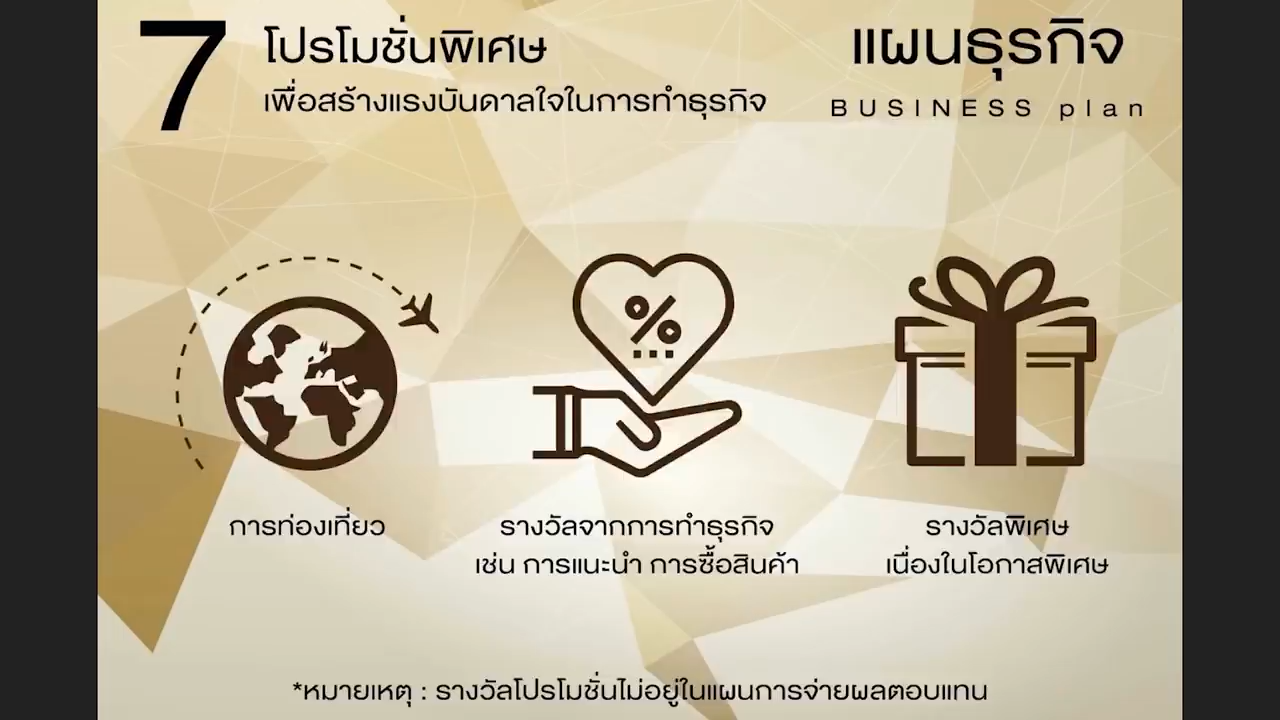 7
โปรโมชั่นพิเศษ
เพื่อสร้างแรงบันดาลใจในการทำธุรกิจ
แผนธุรกิจ
BUSINESS plan
%
การท่องเที่ยว
รางวัลจากการทำธุรกิจ
เช่น การแนะนำ การซื้อสินค้า
รางวัลพิเศษ
เนื่องในโอกาสพิเศษ
*หมายเหตุ : รางวัลโปรโมชั่นไม่อยู่ในแผนการจ่ายผลตอบแทน